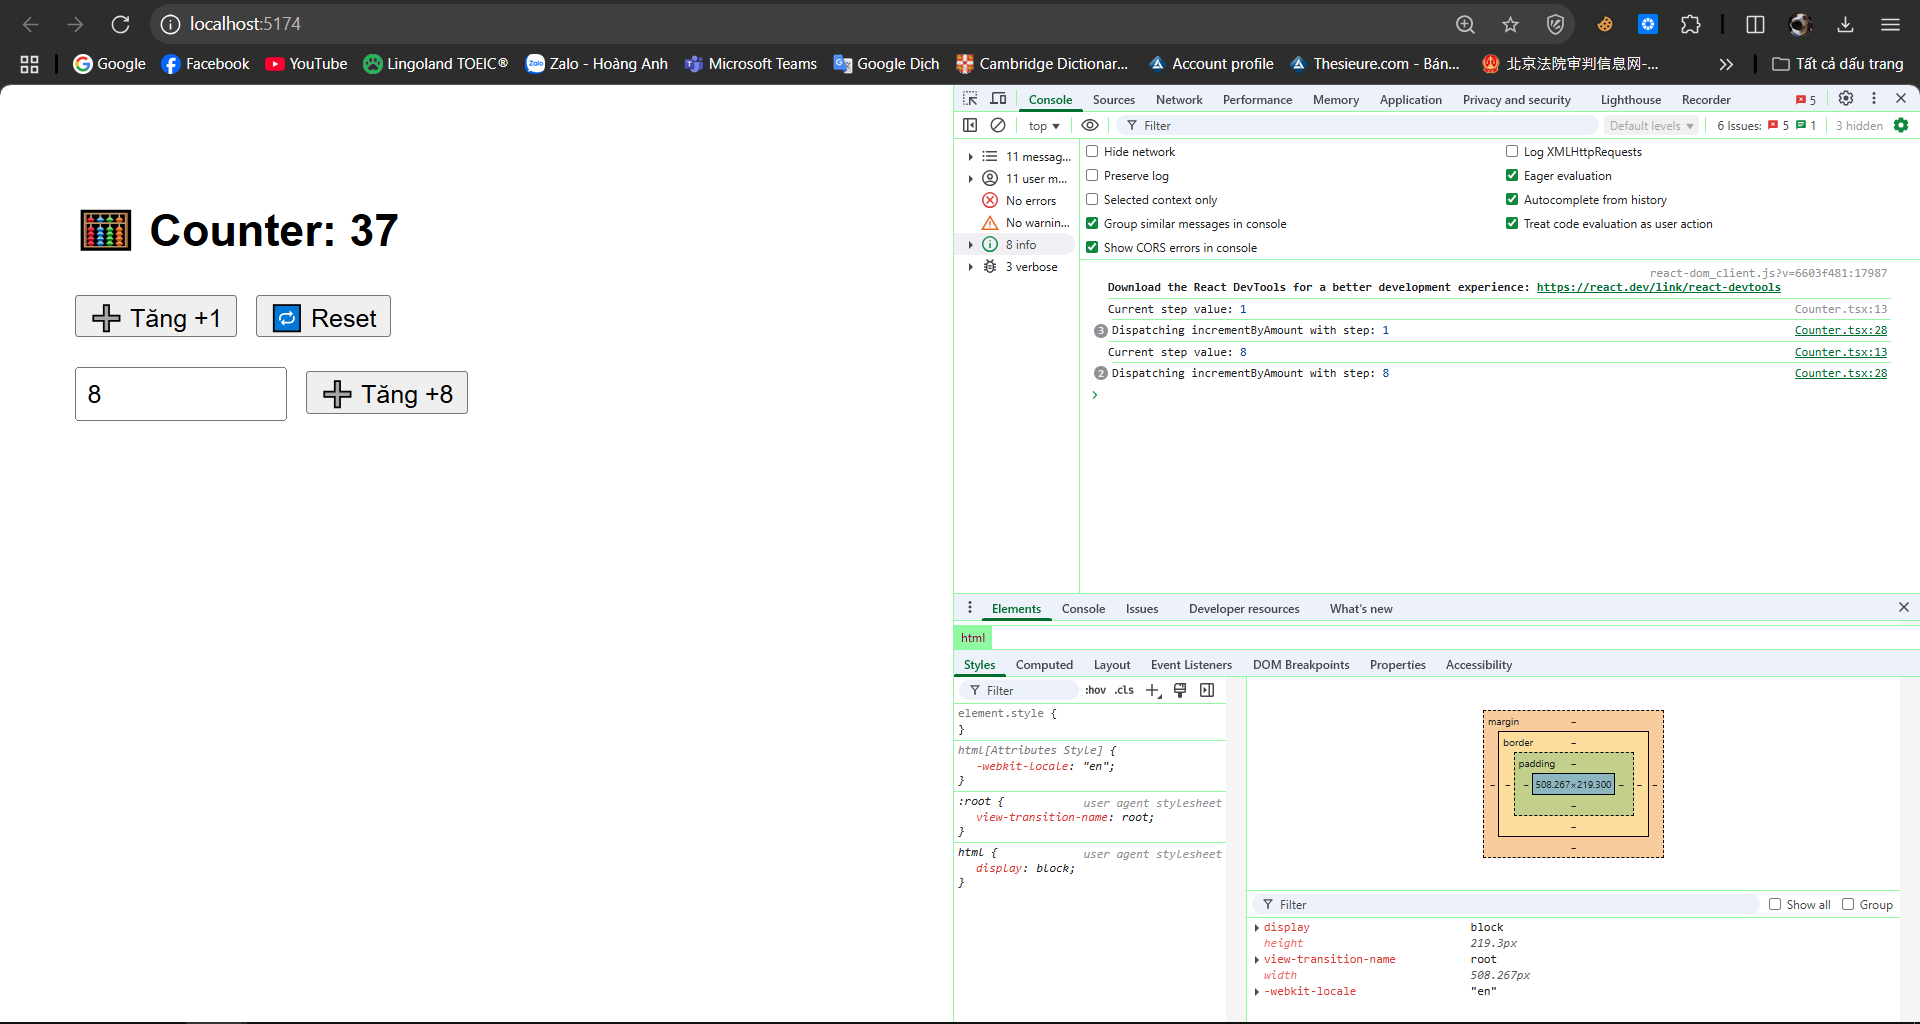 localhost:5174
Google Facebook YouTube Lingoland TOEIC® Zalo - Hoàng Anh Microsoft Teams Google Dịch Cambridge Dictionar... Account profile Thesieure.com - Bán... 北京法院审判信息网-... Tất cả dấu trang
Counter: 37
Tăng +1 Reset
8 Tăng +8
Console Sources Network Performance Memory Application Privacy and security Lighthouse Recorder 5
top Filter Default levels 6 Issues: 5 1 3 hidden
11 messag...
11 user m...
No errors
No warnin...
8 info
3 verbose
Hide network Log XMLHttpRequests
Preserve log Eager evaluation
Selected context only Autocomplete from history
Group similar messages in console Treat code evaluation as user action
Show CORS errors in console
react-dom_client.js?v=6603f481:17987
Download the React DevTools for a better development experience: https://react.dev/link/react-devtools
Current step value: 1 Counter.tsx:13
3 Dispatching incrementByAmount with step: 1 Counter.tsx:28
Current step value: 8 Counter.tsx:13
2 Dispatching incrementByAmount with step: 8 Counter.tsx:28
Elements Console Issues Developer resources What's new
html
Styles Computed Layout Event Listeners DOM Breakpoints Properties Accessibility
Filter :hov .cls
element.style {
}
html[Attributes Style] {
-webkit-locale: "en";
}
:root { user agent stylesheet
view-transition-name: root;
}
html { user agent stylesheet
display: block;
}
margin –
border –
padding –
– – – 508.267×219.300 – – –
–
–
–
Filter Show all Group
display block
height 219.3px
view-transition-name root
width 508.267px
-webkit-locale "en"